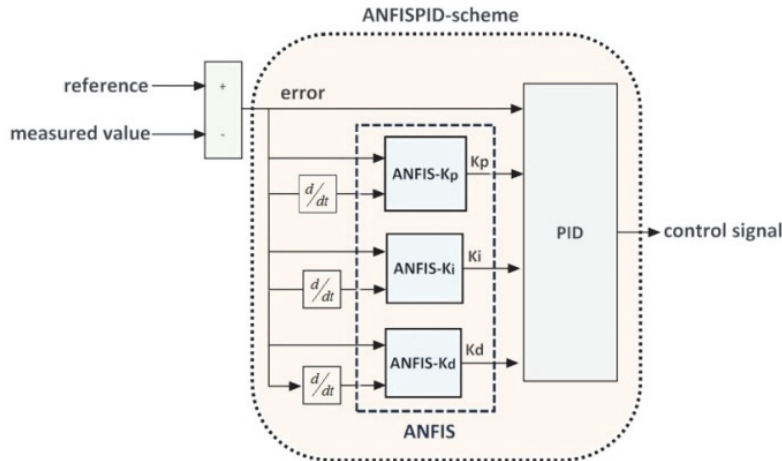 ANFISPID-scheme
reference
+
error
measured value
-
ANFIS-Kp
Kp
d/dt
PID
control signal
ANFIS-Ki
Ki
d/dt
ANFIS-Kd
Kd
d/dt
ANFIS